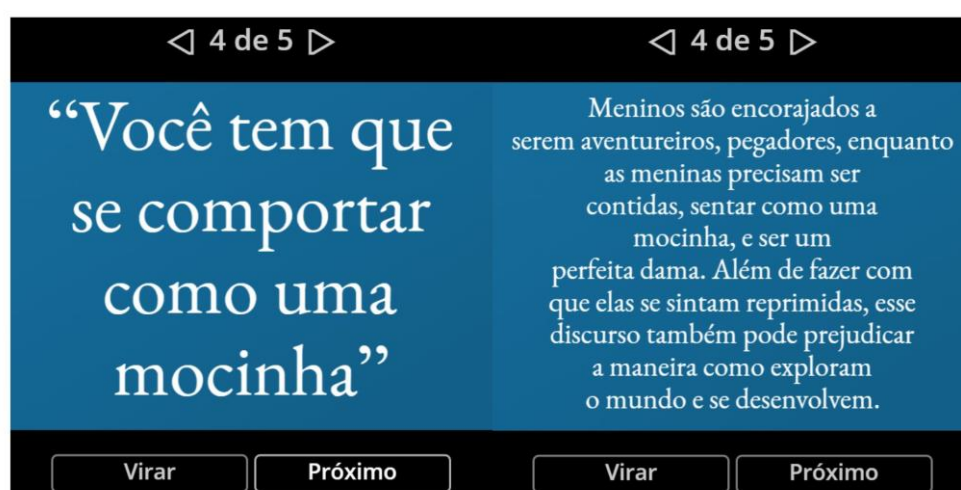 ◁ 4 de 5 ▷
“Você tem que
se comportar
como uma
mocinha”
Virar
Próximo
◁ 4 de 5 ▷
Meninos são encorajados a
serem aventureiros, pegadores, enquanto
as meninas precisam ser
contidas, sentar como uma
mocinha, e ser um
perfeita dama. Além de fazer com
que elas se sintam reprimidas, esse
discurso também pode prejudicar
a maneira como exploram
o mundo e se desenvolvem.
Virar
Próximo